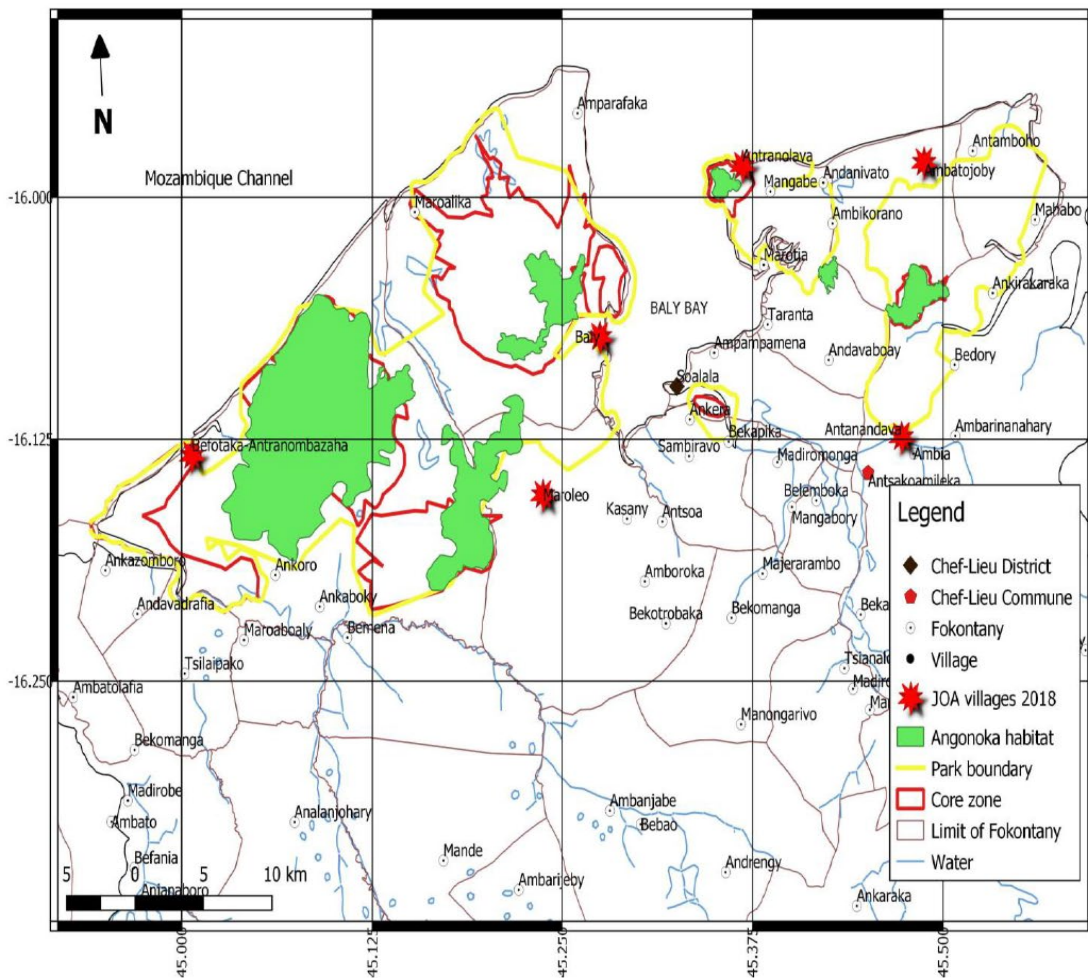 N
Amparafaka
Mozambique Channel
Antranolava
Antamboho
Ambatojoby
Mangabe
Andanivato
-16.000
Maroalika
Ambikorano
Mahabo
Marotia
Ankirakaraka
BALY BAY
Taranta
Baly
Ampampamena
Andavaboay
Bedory
Soalala
Ankera
-16.125
Befotaka-Antranombazaha
Bekapika
Antanandava
Ambarinanahary
Sambiravo
Madiromonga
Ambia
Antsakoamileka
Maroleo
Belemboka
Kasany
Antsoa
Mangabory
Ankazomboro
Ankoro
Amboroka
Majerarambo
Andavadrafia
Ankaboky
Bekotrobaka
Bekomanga
Beka
Maroaboaly
Bemena
Tsilaipako
Tsianalo
-16.250
Ambatolafia
Madiro
Manongarivo
Bekomanga
Madirobe
Analanjohary
Ambanjabe
Ambato
Bebao
Befania
Mande
Andrengy
Antanaboro
Ambarijeby
Ankaraka
Legend
Chef-Lieu District
Chef-Lieu Commune
Fokontany
Village
JOA villages 2018
Angonoka habitat
Park boundary
Core zone
Limit of Fokontany
Water
5 0 5 10 km
45.000
45.125
45.250
45.375
45.500